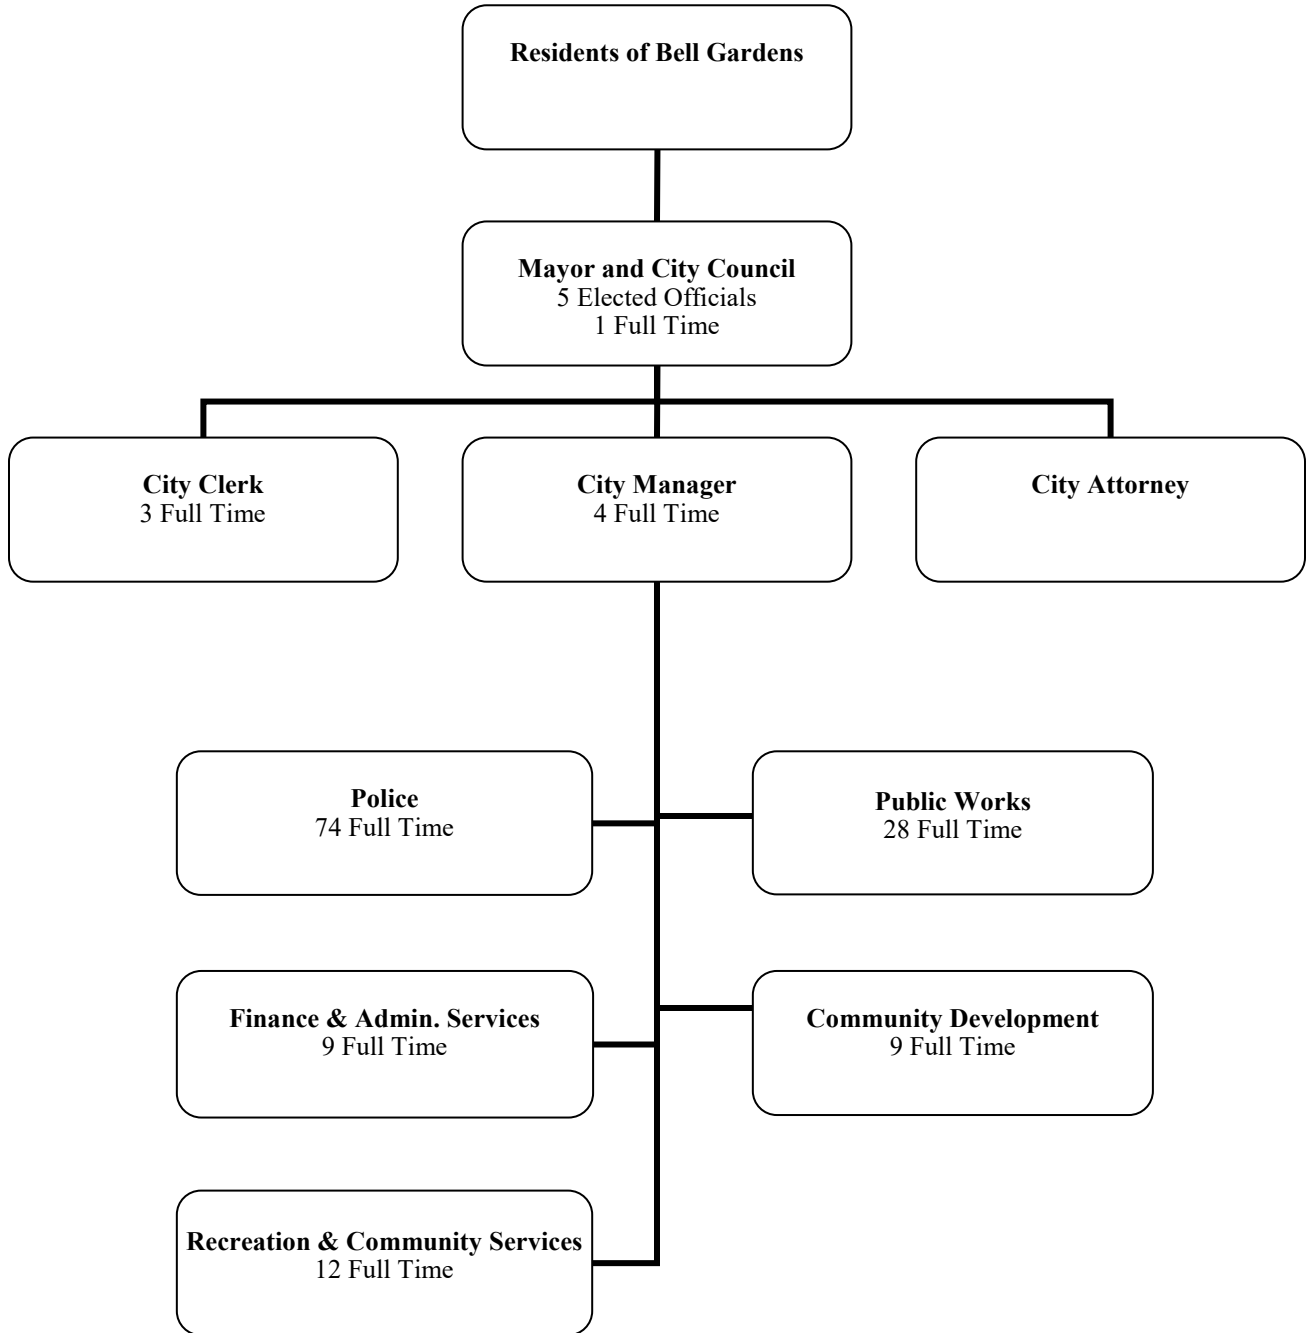 Residents of Bell Gardens
Mayor and City Council
5 Elected Officials
1 Full Time
City Clerk
3 Full Time
City Manager
4 Full Time
City Attorney
Police
74 Full Time
Public Works
28 Full Time
Finance & Admin. Services
9 Full Time
Community Development
9 Full Time
Recreation & Community Services
12 Full Time